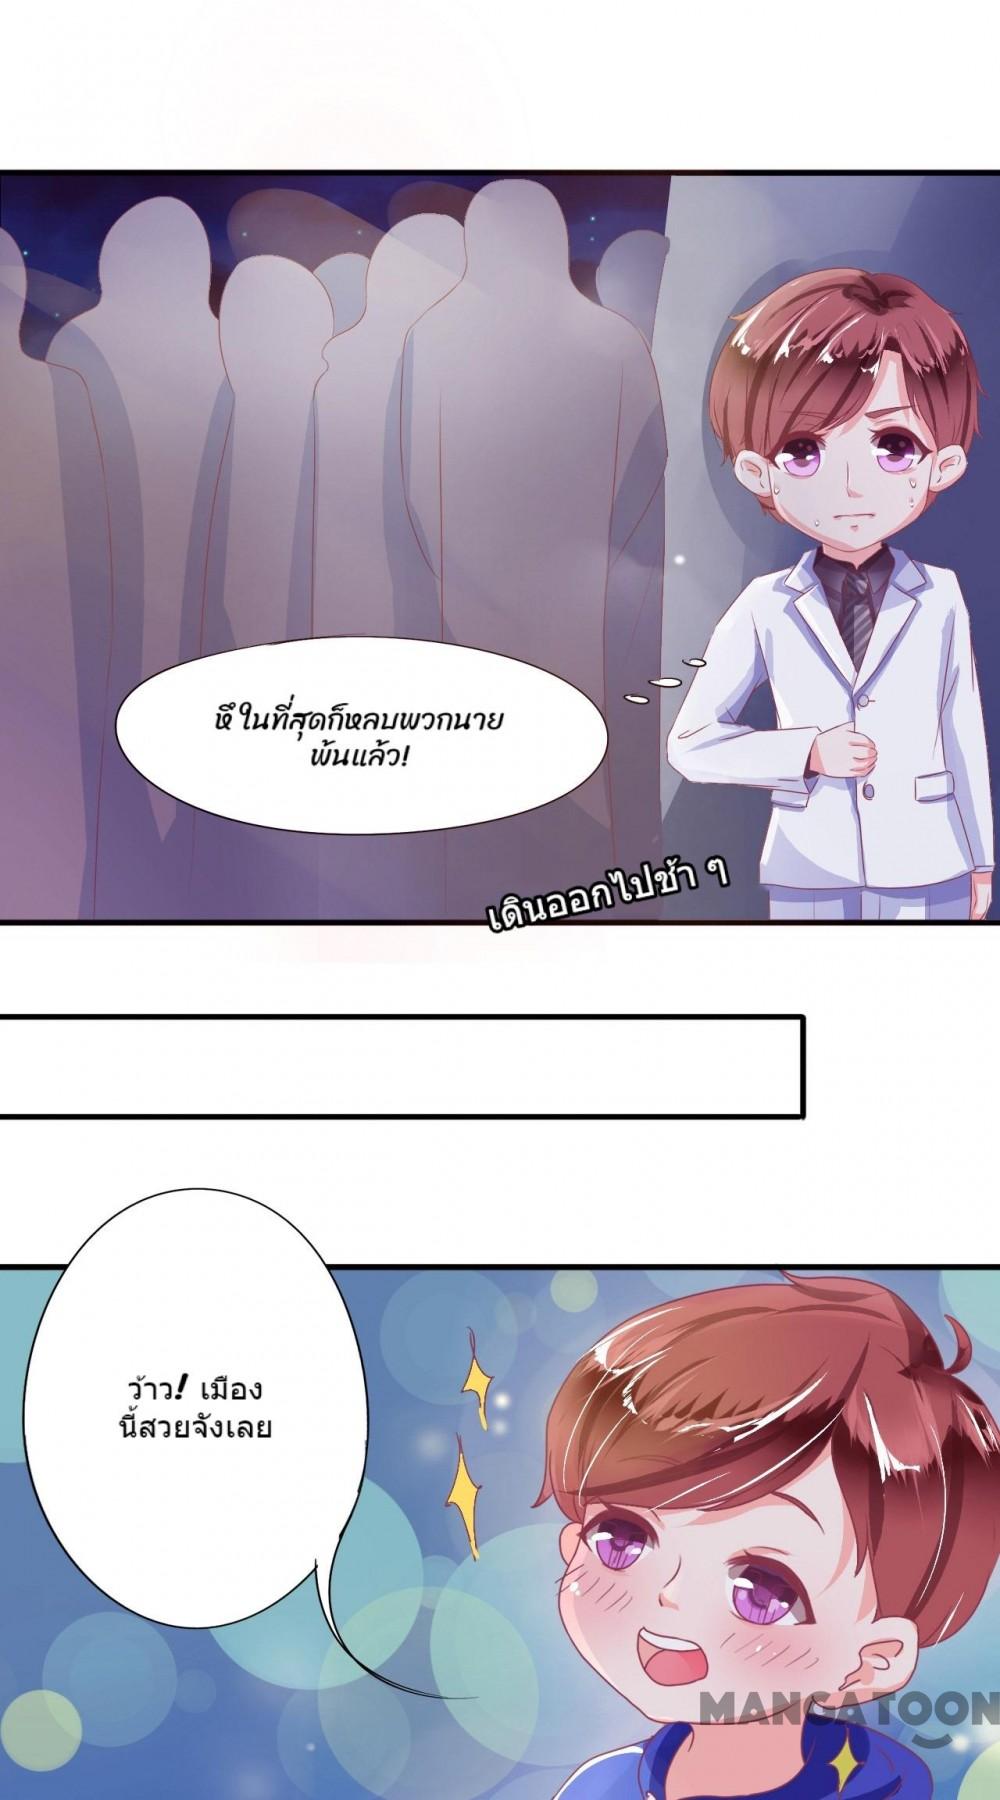 หึ ในที่สุดก็หลบพวกนาย
พ้นแล้ว!
เดินออกไปช้า ๆ
ว้าว! เมือง
นี้สวยจังเลย
MANGATOON